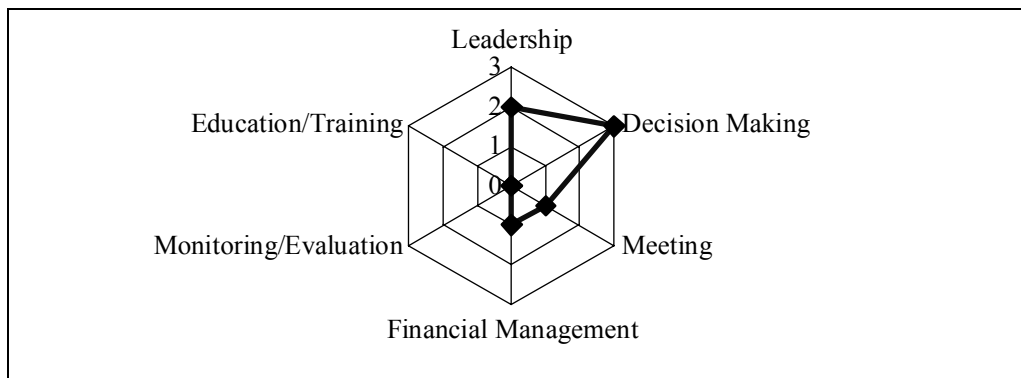 Leadership
3
Education/Training
2
Decision Making
1
0
Monitoring/Evaluation
Meeting
Financial Management